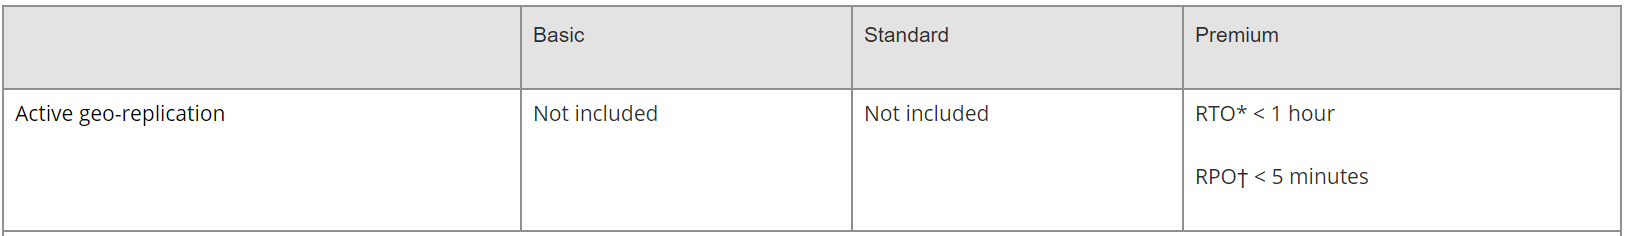 Basic Standard Premium
Active geo-replication Not included Not included RTO* < 1 hour
RPO† < 5 minutes